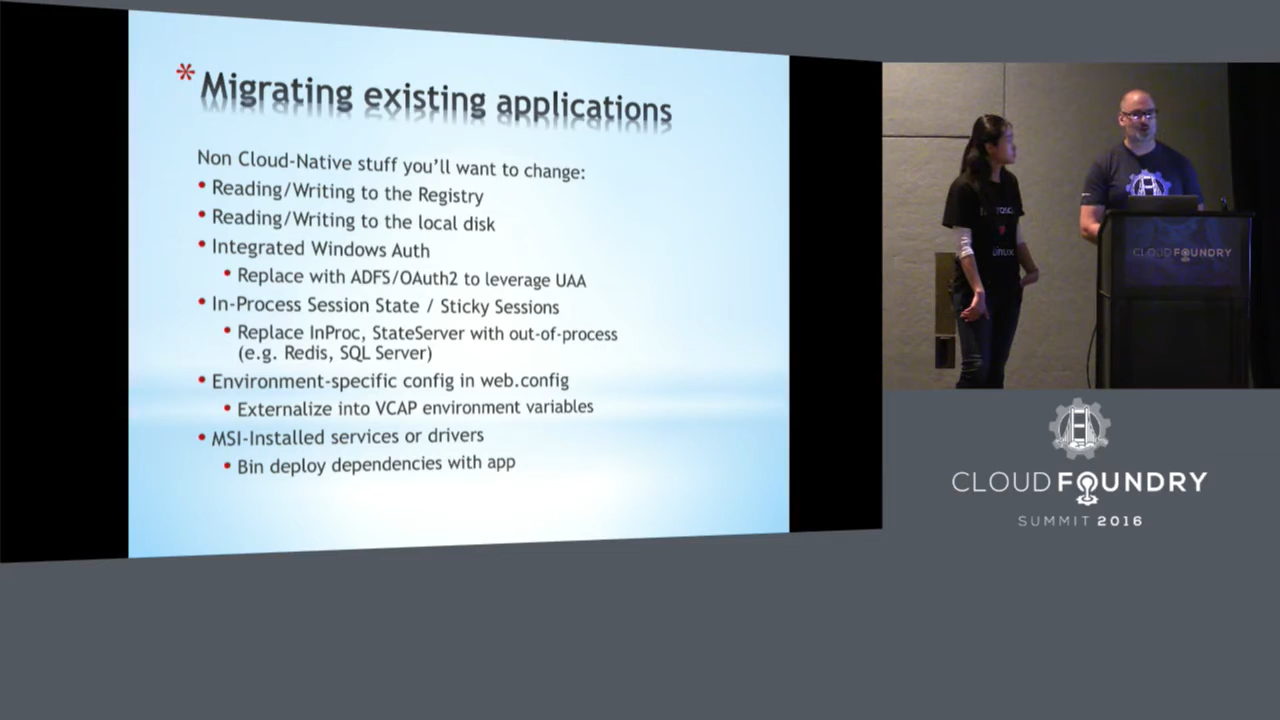 * Migrating existing applications
Non Cloud-Native stuff you'll want to change:
• Reading/Writing to the Registry
• Reading/Writing to the local disk
• Integrated Windows Auth
• Replace with ADFS/OAuth2 to leverage UAA
• In-Process Session State / Sticky Sessions
• Replace InProc, StateServer with out-of-process
(e.g. Redis, SQL Server)
• Environment-specific config in web.config
• Externalize into VCAP environment variables
• MSI-Installed services or drivers
• Bin deploy dependencies with app
Linux
CLOUD FOUNDRY
CLOUD FOUNDRY
SUMMIT 2016